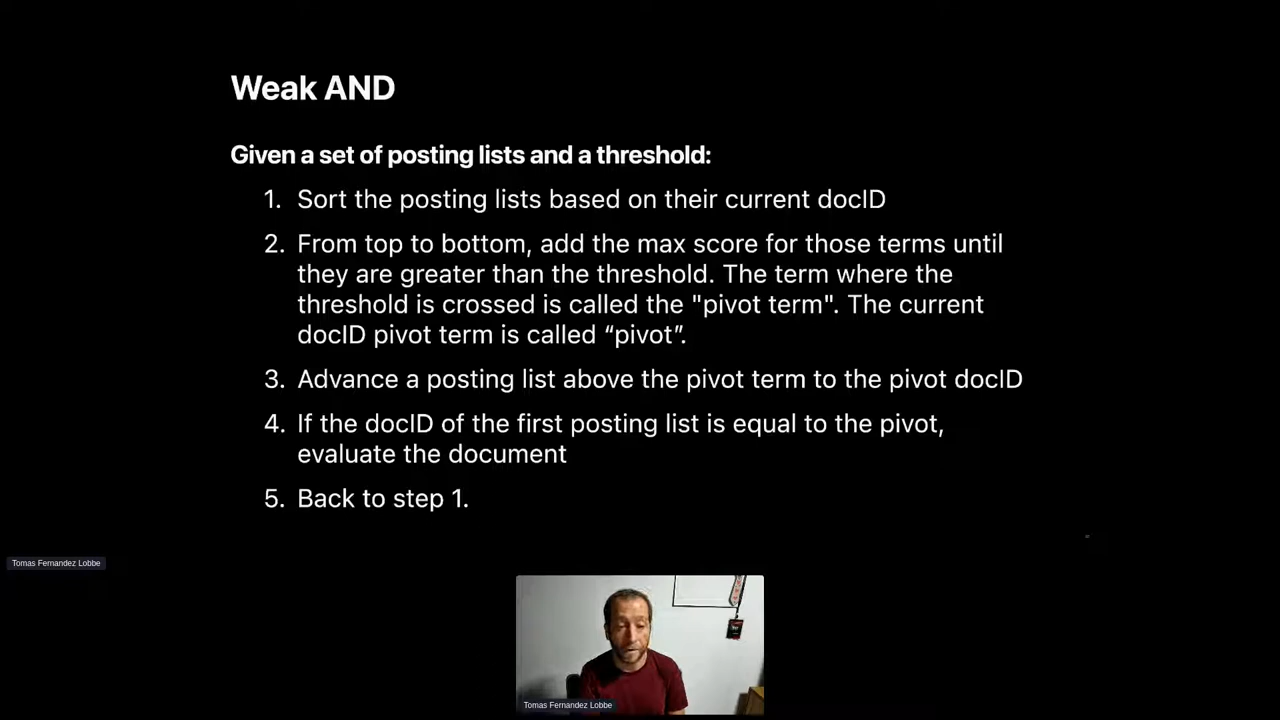 Weak AND
Given a set of posting lists and a threshold:
1. Sort the posting lists based on their current docID
2. From top to bottom, add the max score for those terms until
they are greater than the threshold. The term where the
threshold is crossed is called the "pivot term". The current
docID pivot term is called “pivot”.
3. Advance a posting list above the pivot term to the pivot docID
4. If the docID of the first posting list is equal to the pivot,
evaluate the document
5. Back to step 1.
Tomas Fernandez Lobbe
Tomas Fernandez Lobbe